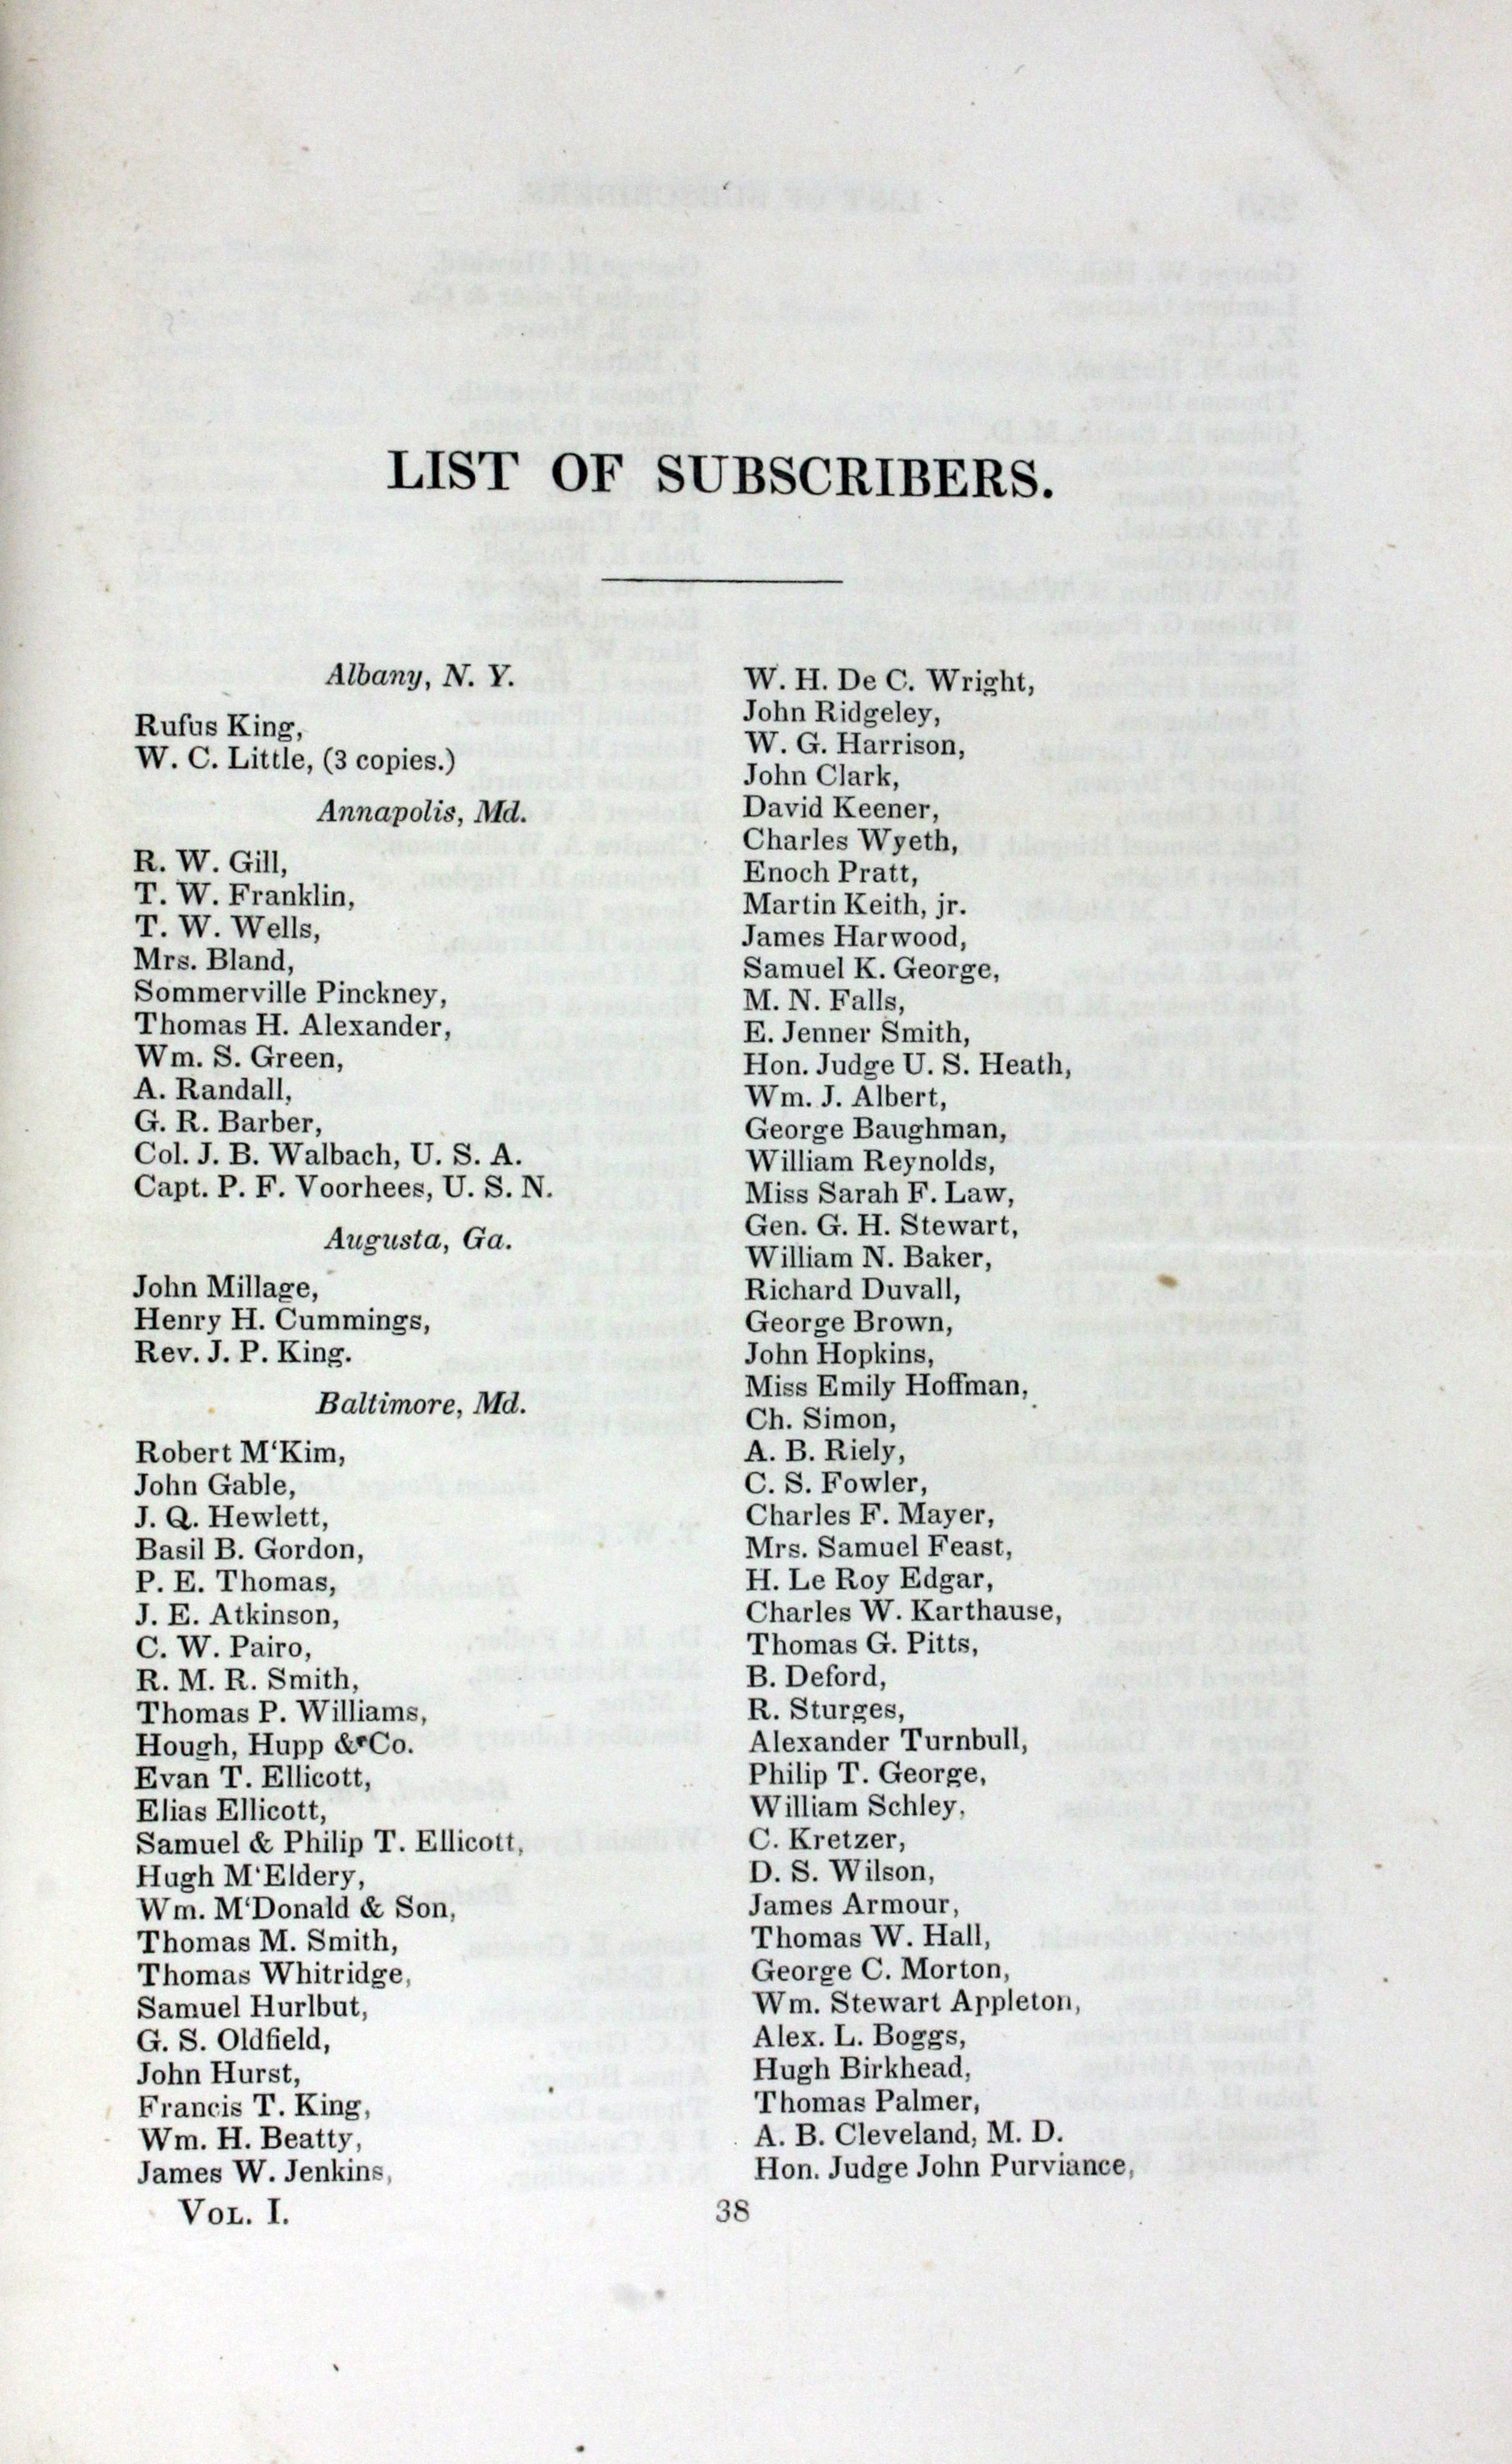 LIST OF SUBSCRIBERS.
Albany, N. Y.
Rufus King,
W. C. Little, (3 copies.)
Annapolis, Md.
R. W. Gill,
T. W. Franklin,
T. W. Wells,
Mrs. Bland,
Sommerville Pinckney,
Thomas H. Alexander,
Wm. S. Green,
A. Randall,
G. R. Barber,
Col. J. B. Walbach, U. S. A.
Capt. P. F. Voorhees, U. S. N.
Augusta, Ga.
John Millage,
Henry H. Cummings,
Rev. J. P. King.
Baltimore, Md.
Robert M‘Kim,
John Gable,
J. Q. Hewlett,
Basil B. Gordon,
P. E. Thomas,
J. E. Atkinson,
C. W. Pairo,
R. M. R. Smith,
Thomas P. Williams,
Hough, Hupp & Co.
Evan T. Ellicott,
Elias Ellicott,
Samuel & Philip T. Ellicott,
Hugh M‘Eldery,
Wm. M‘Donald & Son,
Thomas M. Smith,
Thomas Whitridge,
Samuel Hurlbut,
G. S. Oldfield,
John Hurst,
Francis T. King,
Wm. H. Beatty,
James W. Jenkins,
W. H. De C. Wright,
John Ridgeley,
W. G. Harrison,
John Clark,
David Keener,
Charles Wyeth,
Enoch Pratt,
Martin Keith, jr.
James Harwood,
Samuel K. George,
M. N. Falls,
E. Jenner Smith,
Hon. Judge U. S. Heath,
Wm. J. Albert,
George Baughman,
William Reynolds,
Miss Sarah F. Law,
Gen. G. H. Stewart,
William N. Baker,
Richard Duvall,
George Brown,
John Hopkins,
Miss Emily Hoffman,
Ch. Simon,
A. B. Riely,
C. S. Fowler,
Charles F. Mayer,
Mrs. Samuel Feast,
H. Le Roy Edgar,
Charles W. Karthause,
Thomas G. Pitts,
B. Deford,
R. Sturges,
Alexander Turnbull,
Philip T. George,
William Schley,
C. Kretzer,
D. S. Wilson,
James Armour,
Thomas W. Hall,
George C. Morton,
Wm. Stewart Appleton,
Alex. L. Boggs,
Hugh Birkhead,
Thomas Palmer,
A. B. Cleveland, M. D.
Hon. Judge John Purviance,
Vol. I.
38